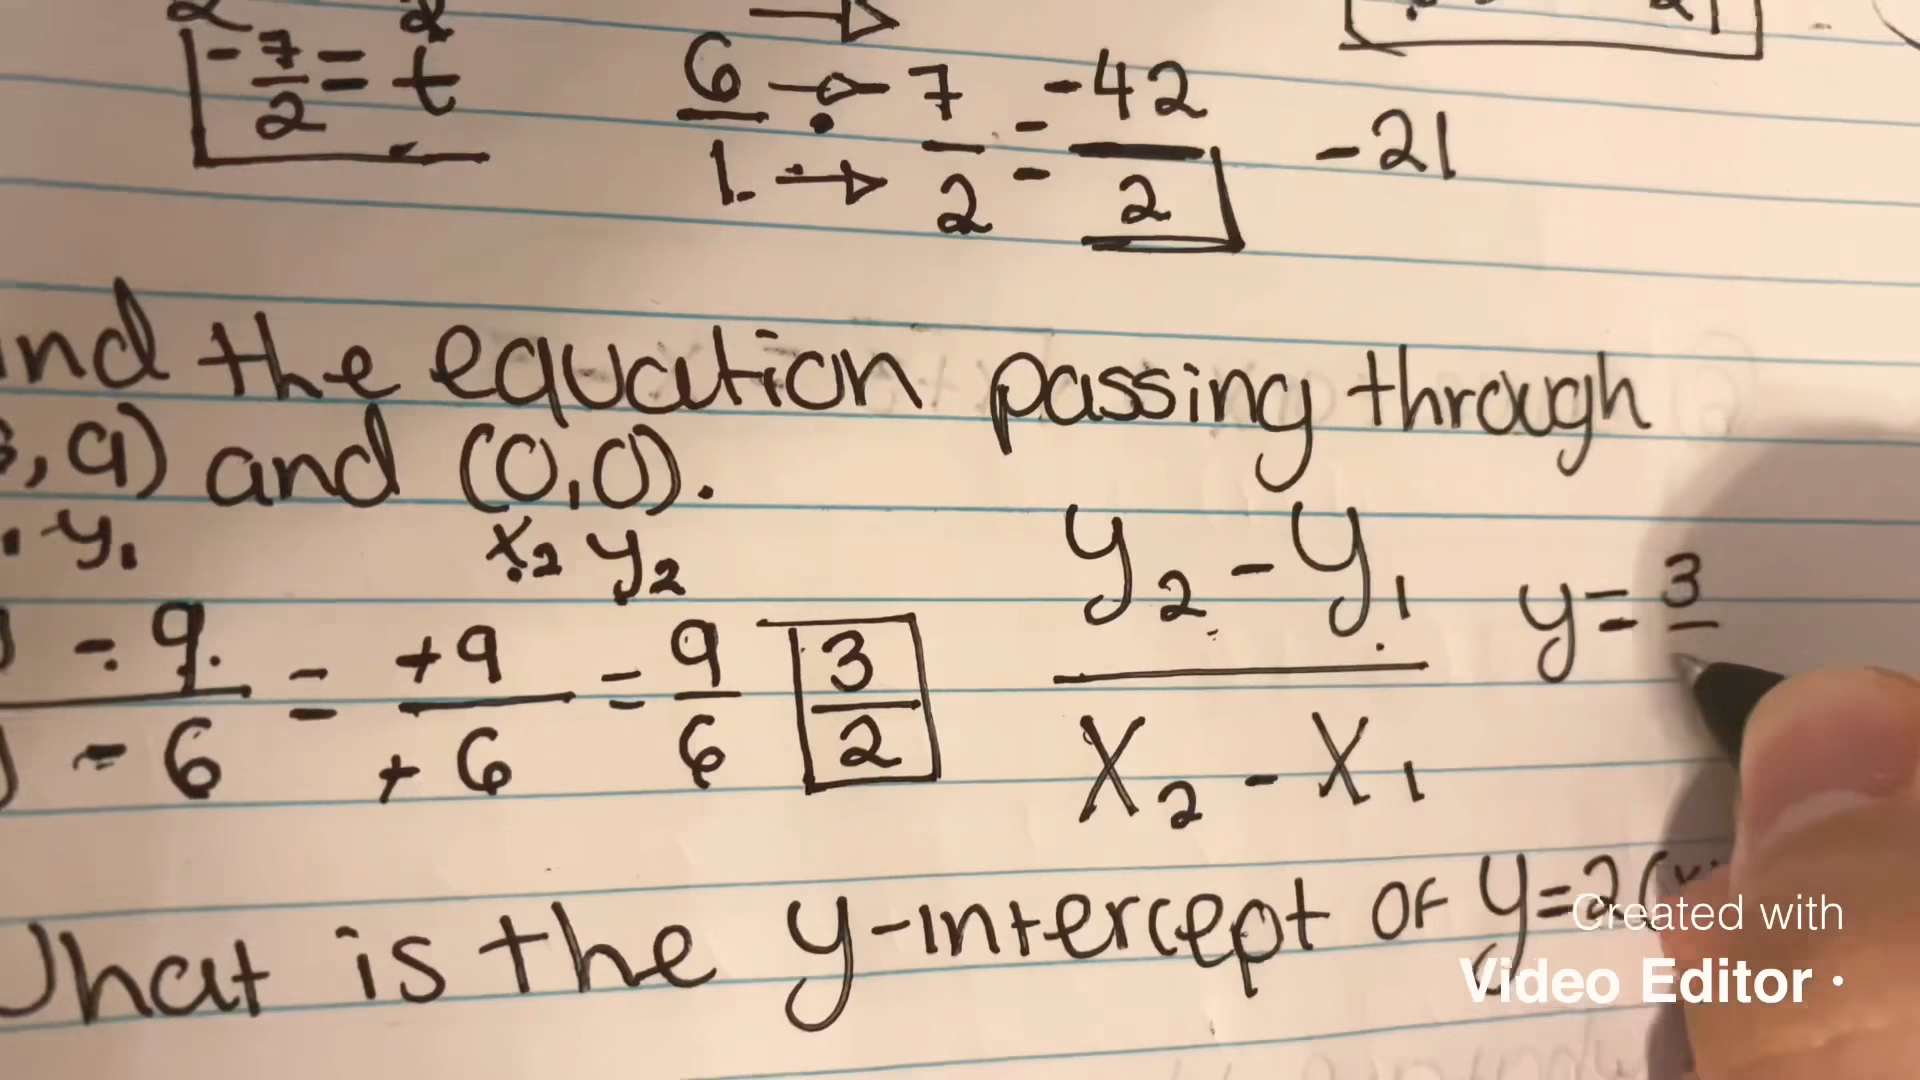 -7/2 = t
6/1 · 7/2 = -42/2 -21
nd the equation passing through
, 9) and (0,0).
y₁ x₂ y₂
- 9 / - 6 = +9 / +6 = 9/6 3/2
y₂ - y₁ / x₂ - x₁
y = 3
What is the y-intercept of y=2(
Created with
Video Editor